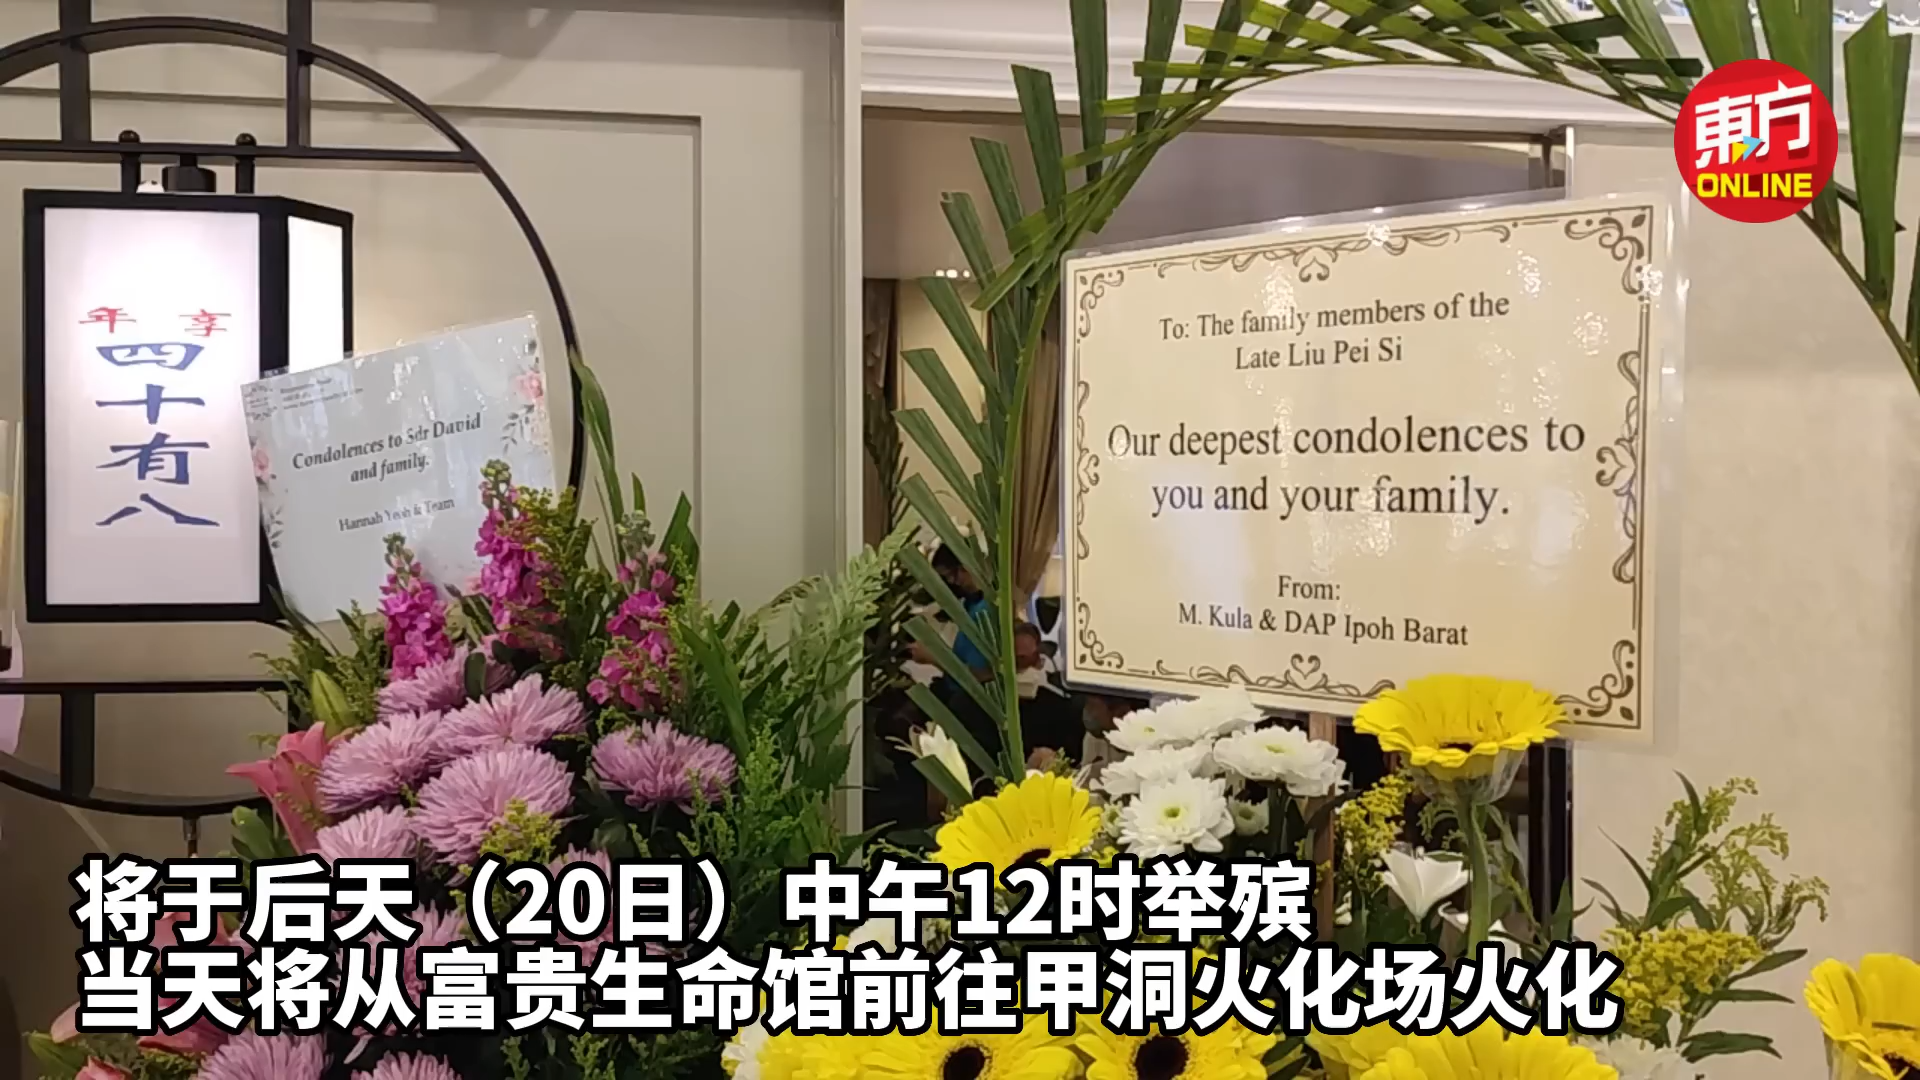 東方
ONLINE
享年
四十有八
Condolences to Sdr David
and family.
Hannah Yeoh & Team
To: The family members of the
Late Liu Pei Si
Our deepest condolences to
you and your family.
From:
M. Kula & DAP Ipoh Barat
将于后天（20日）中午12时举殡
当天将从富贵生命馆前往甲洞火化场火化